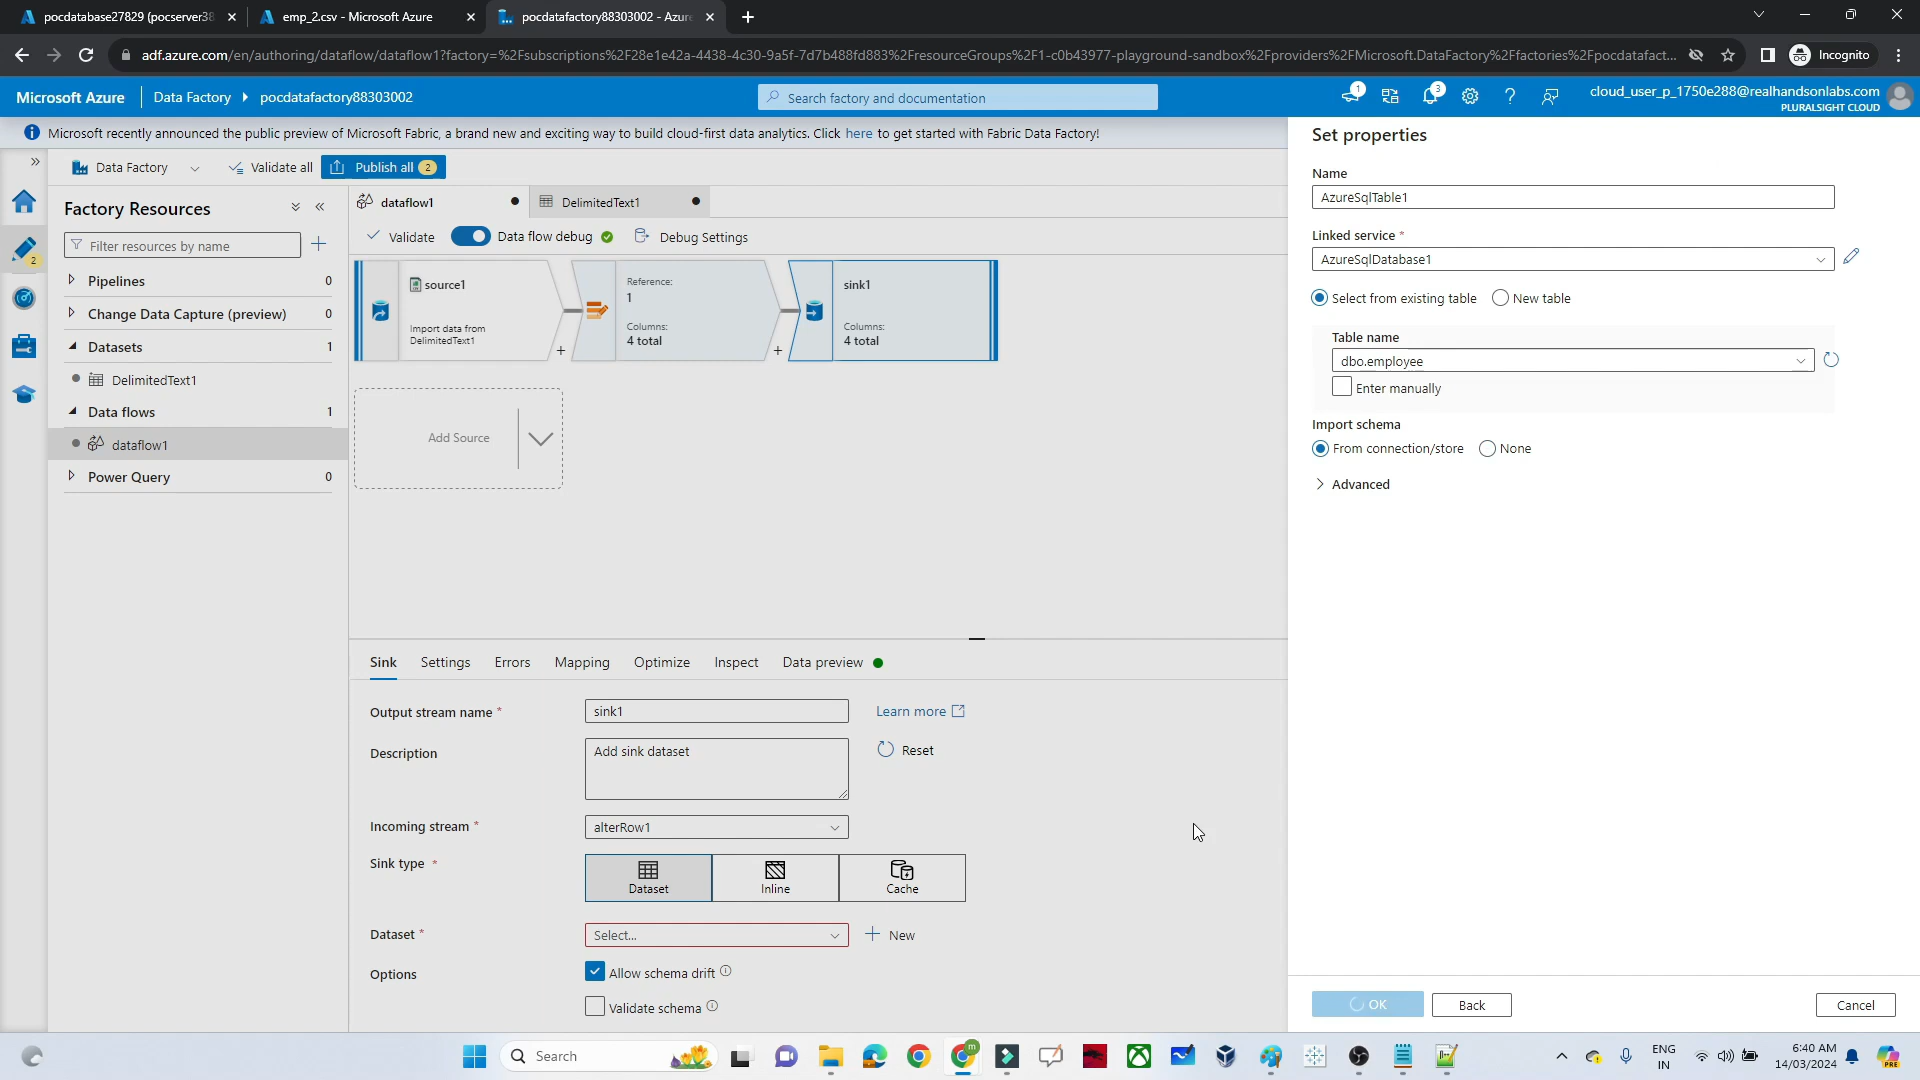 pocdatabase27829 (pocserver38
emp_2.csv - Microsoft Azure
pocdatafactory88303002 - Azure
adf.azure.com/en/authoring/dataflow/dataflow1?factory=%2Fsubscriptions%2F28e1e42a-4438-4c30-9a5f-7d7b488fd883%2FresourceGroups%2F1-c0b43977-playground-sandbox%2Fproviders%2FMicrosoft.DataFactory%2Ffactories%2Fpocdatafact...
Incognito
Microsoft Azure
Data Factory
pocdatafactory88303002
Search factory and documentation
1
3
cloud_user_p_1750e288@realhandsonlabs.com
PLURALSIGHT CLOUD
Microsoft recently announced the public preview of Microsoft Fabric, a brand new and exciting way to build cloud-first data analytics. Click here to get started with Fabric Data Factory!
Data Factory
Validate all
Publish all 2
Factory Resources
Filter resources by name
2
Pipelines 0
Change Data Capture (preview) 0
Datasets 1
DelimitedText1
Data flows 1
dataflow1
Power Query 0
dataflow1
DelimitedText1
Validate
Data flow debug
Debug Settings
source1
Import data from
DelimitedText1
+
Reference:
1
Columns:
4 total
+
sink1
Columns:
4 total
Add Source
Sink
Settings
Errors
Mapping
Optimize
Inspect
Data preview
Output stream name *
sink1
Learn more
Description
Add sink dataset
Reset
Incoming stream *
alterRow1
Sink type *
Dataset
Inline
Cache
Dataset *
Select...
New
Options
Allow schema drift
Validate schema
Set properties
Name
AzureSqlTable1
Linked service *
AzureSqlDatabase1
Select from existing table
New table
Table name
dbo.employee
Enter manually
Import schema
From connection/store
None
Advanced
OK
Back
Cancel
Search
m
ENG
IN
6:40 AM
14/03/2024
PRE